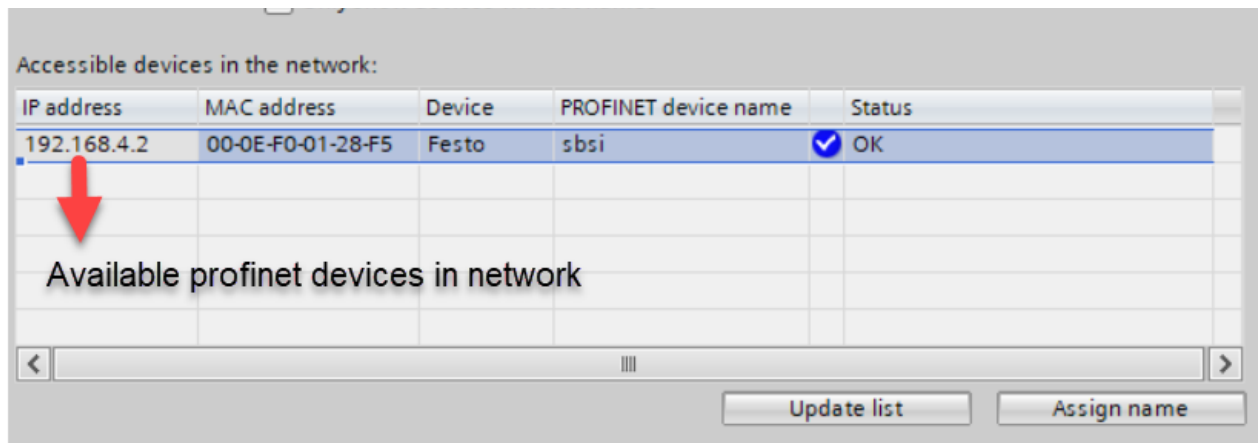 Accessible devices in the network:
IP address MAC address Device PROFINET device name Status
192.168.4.2 00-0E-F0-01-28-F5 Festo sbsi OK
Available profinet devices in network
Update list Assign name